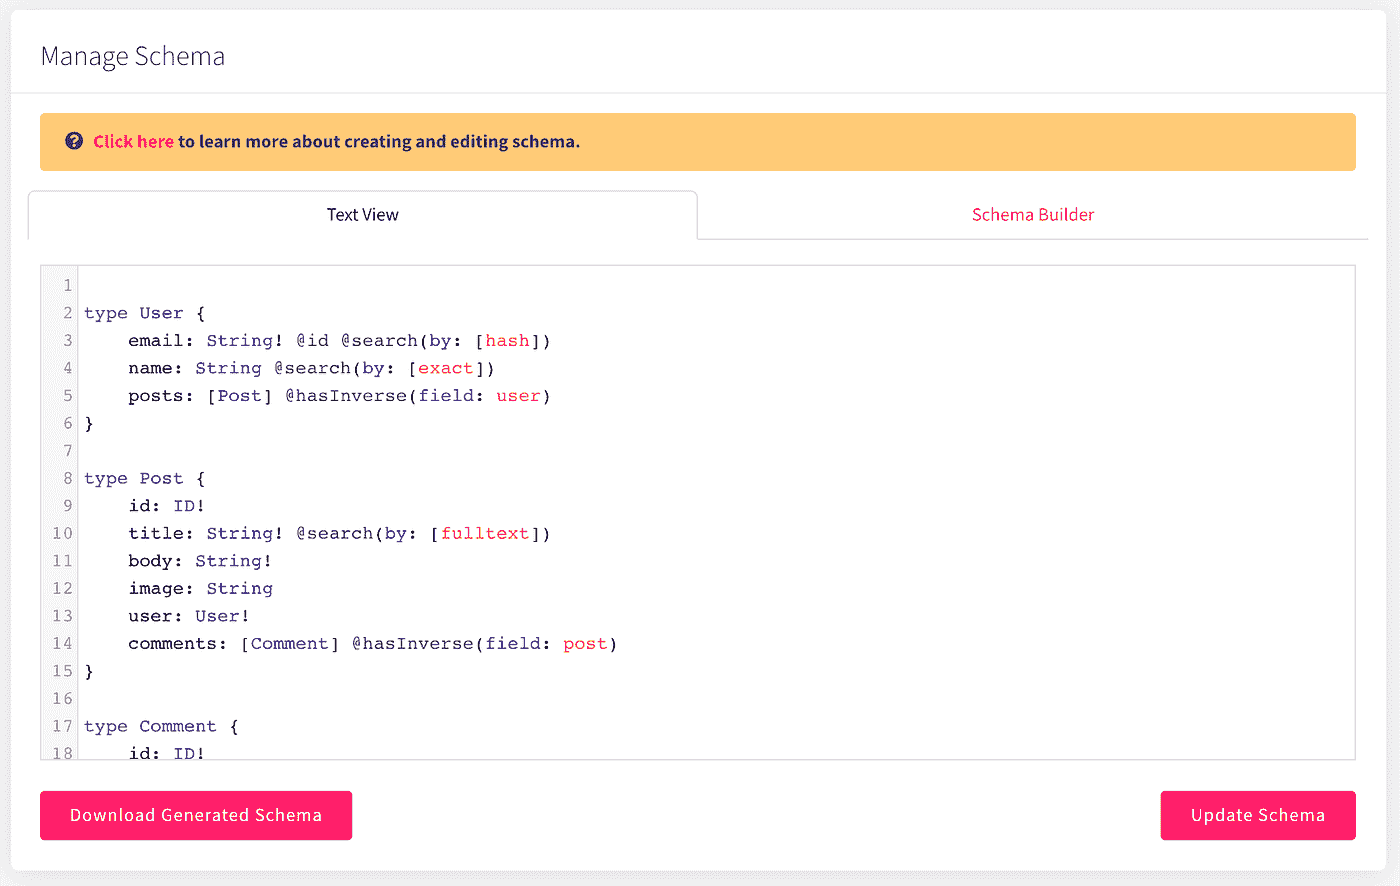 Manage Schema
Click here to learn more about creating and editing schema.
Text View
Schema Builder
1
2 type User {
3     email: String! @id @search(by: [hash])
4     name: String @search(by: [exact])
5     posts: [Post] @hasInverse(field: user)
6 }
7
8 type Post {
9     id: ID!
10     title: String! @search(by: [fulltext])
11     body: String!
12     image: String
13     user: User!
14     comments: [Comment] @hasInverse(field: post)
15 }
16
17 type Comment {
18     id: ID!
Download Generated Schema
Update Schema